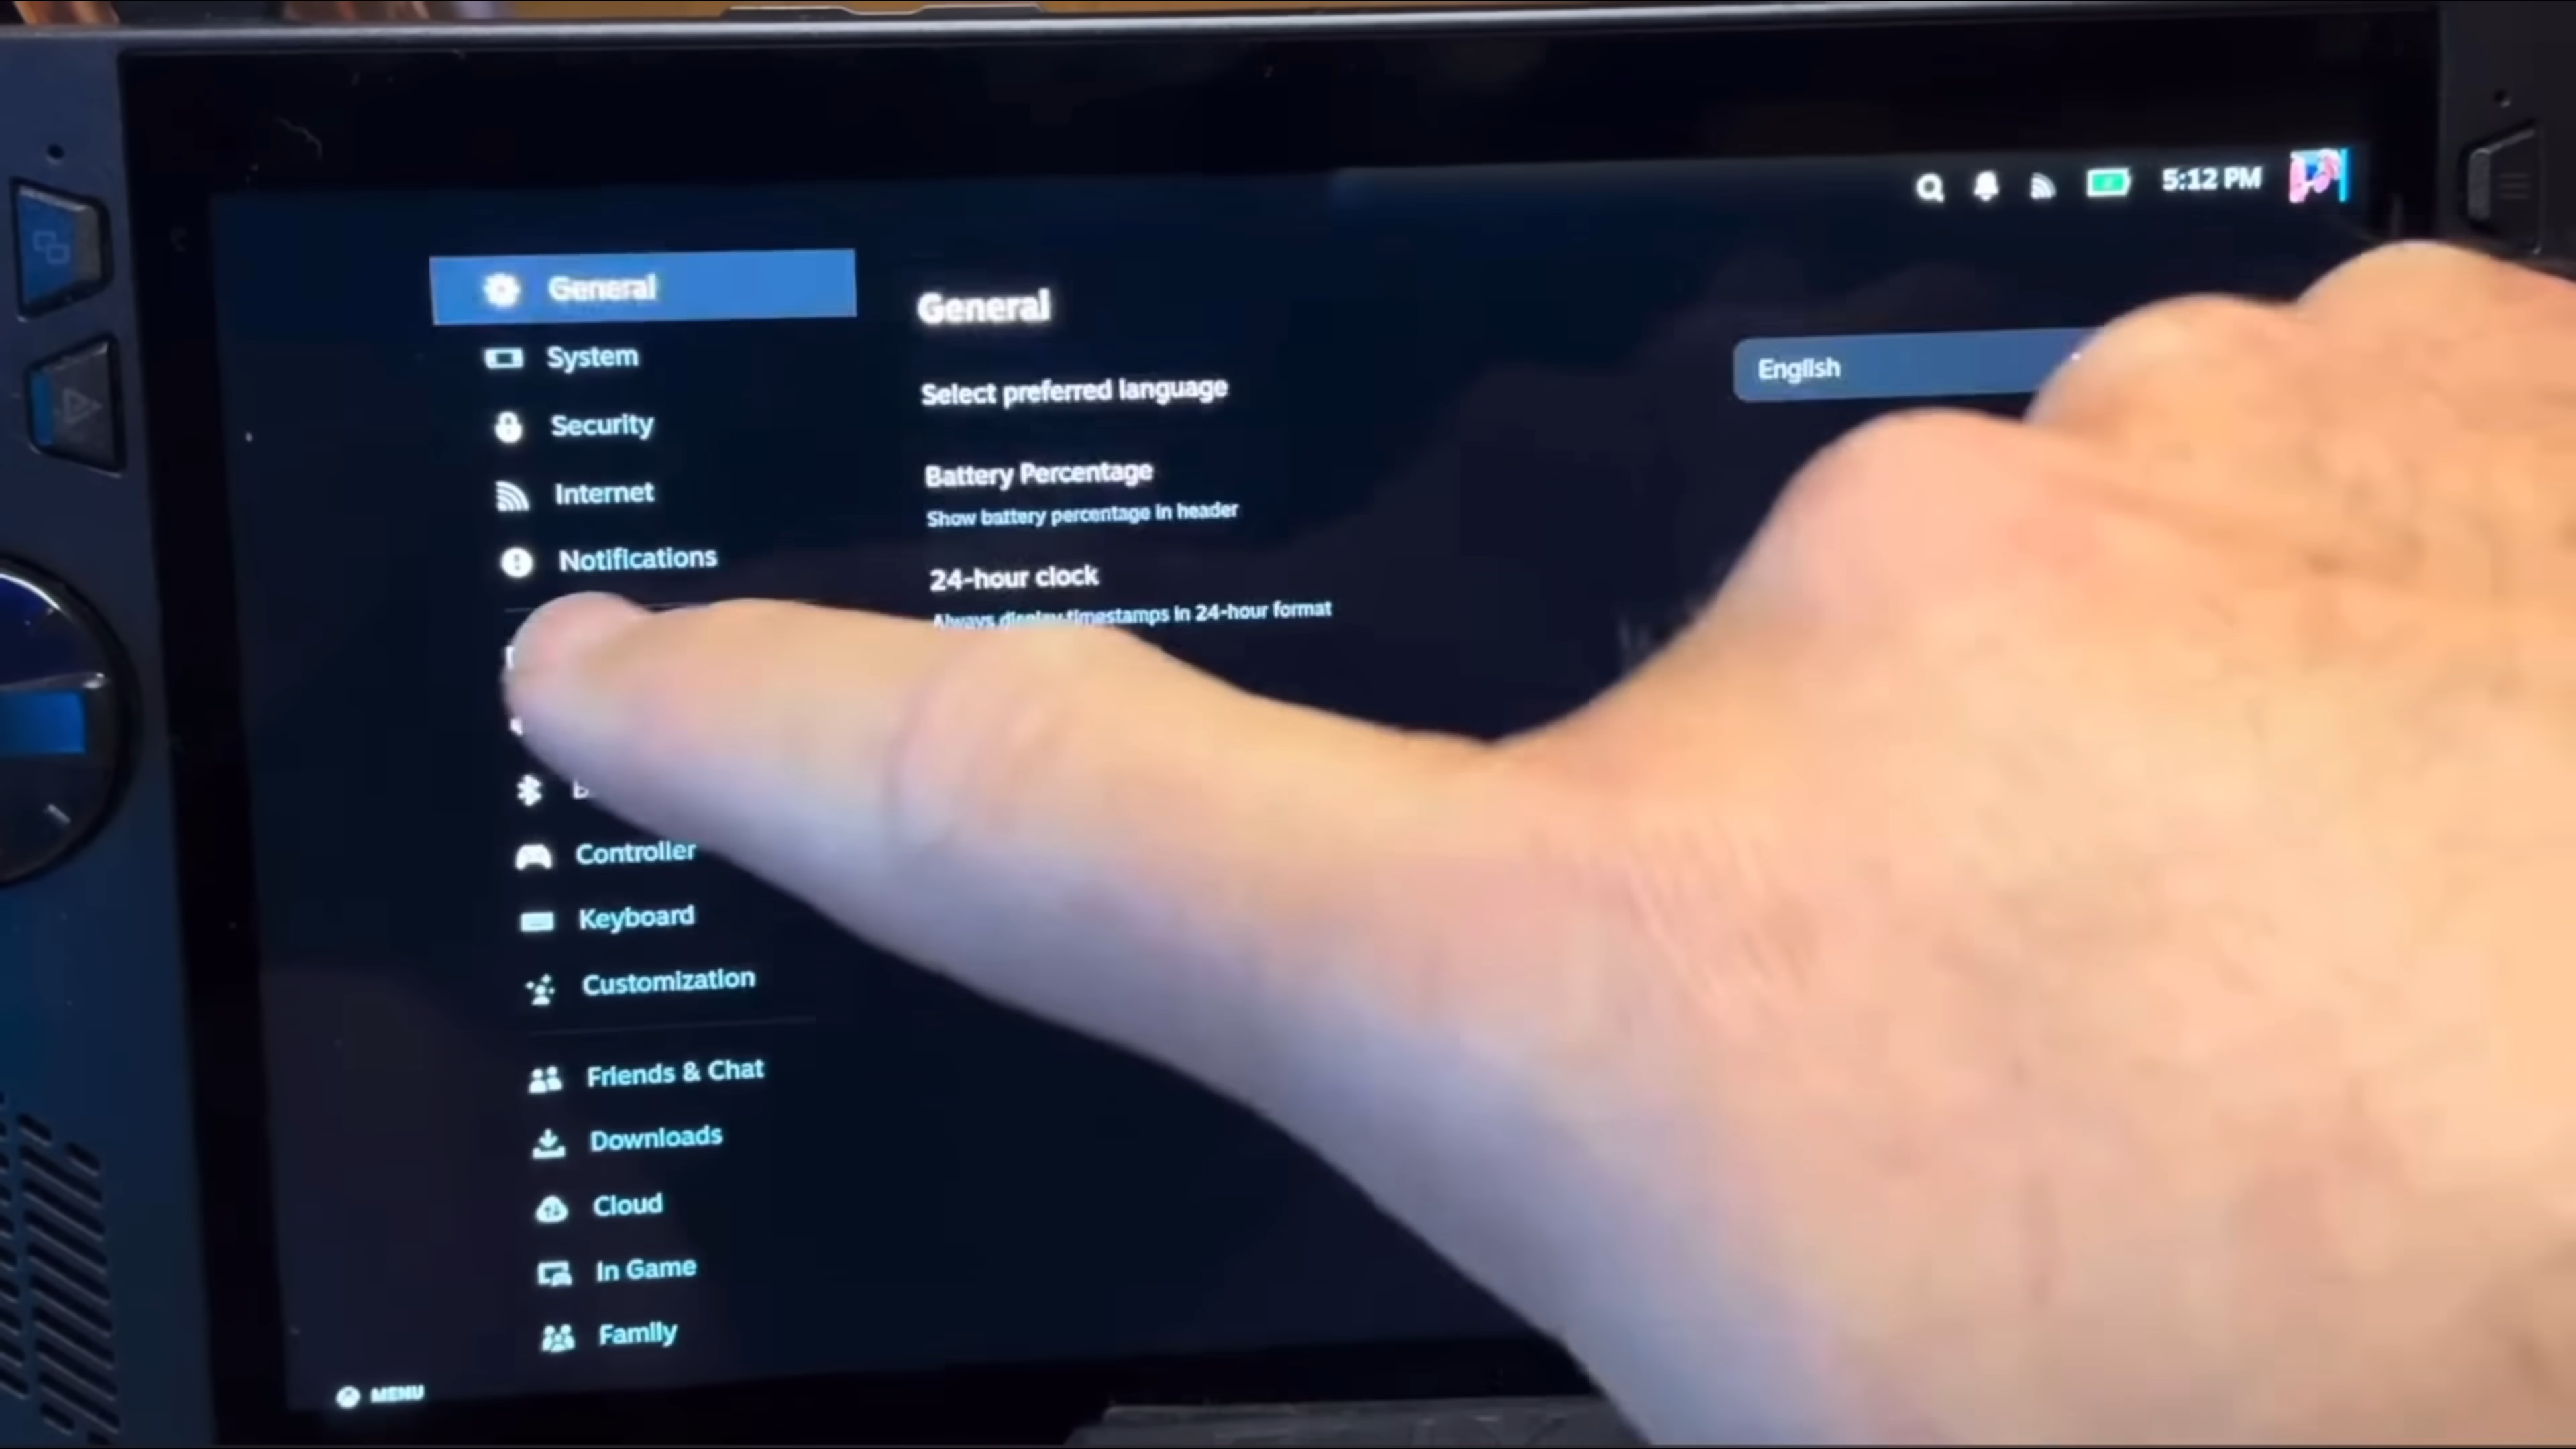 5:12 PM
General
System
Security
Internet
Notifications
Controller
Keyboard
Customization
Friends & Chat
Downloads
Cloud
In Game
Family
General
Select preferred language
English
Battery Percentage
Show battery percentage in header
24-hour clock
Always display timestamps in 24-hour format
MENU